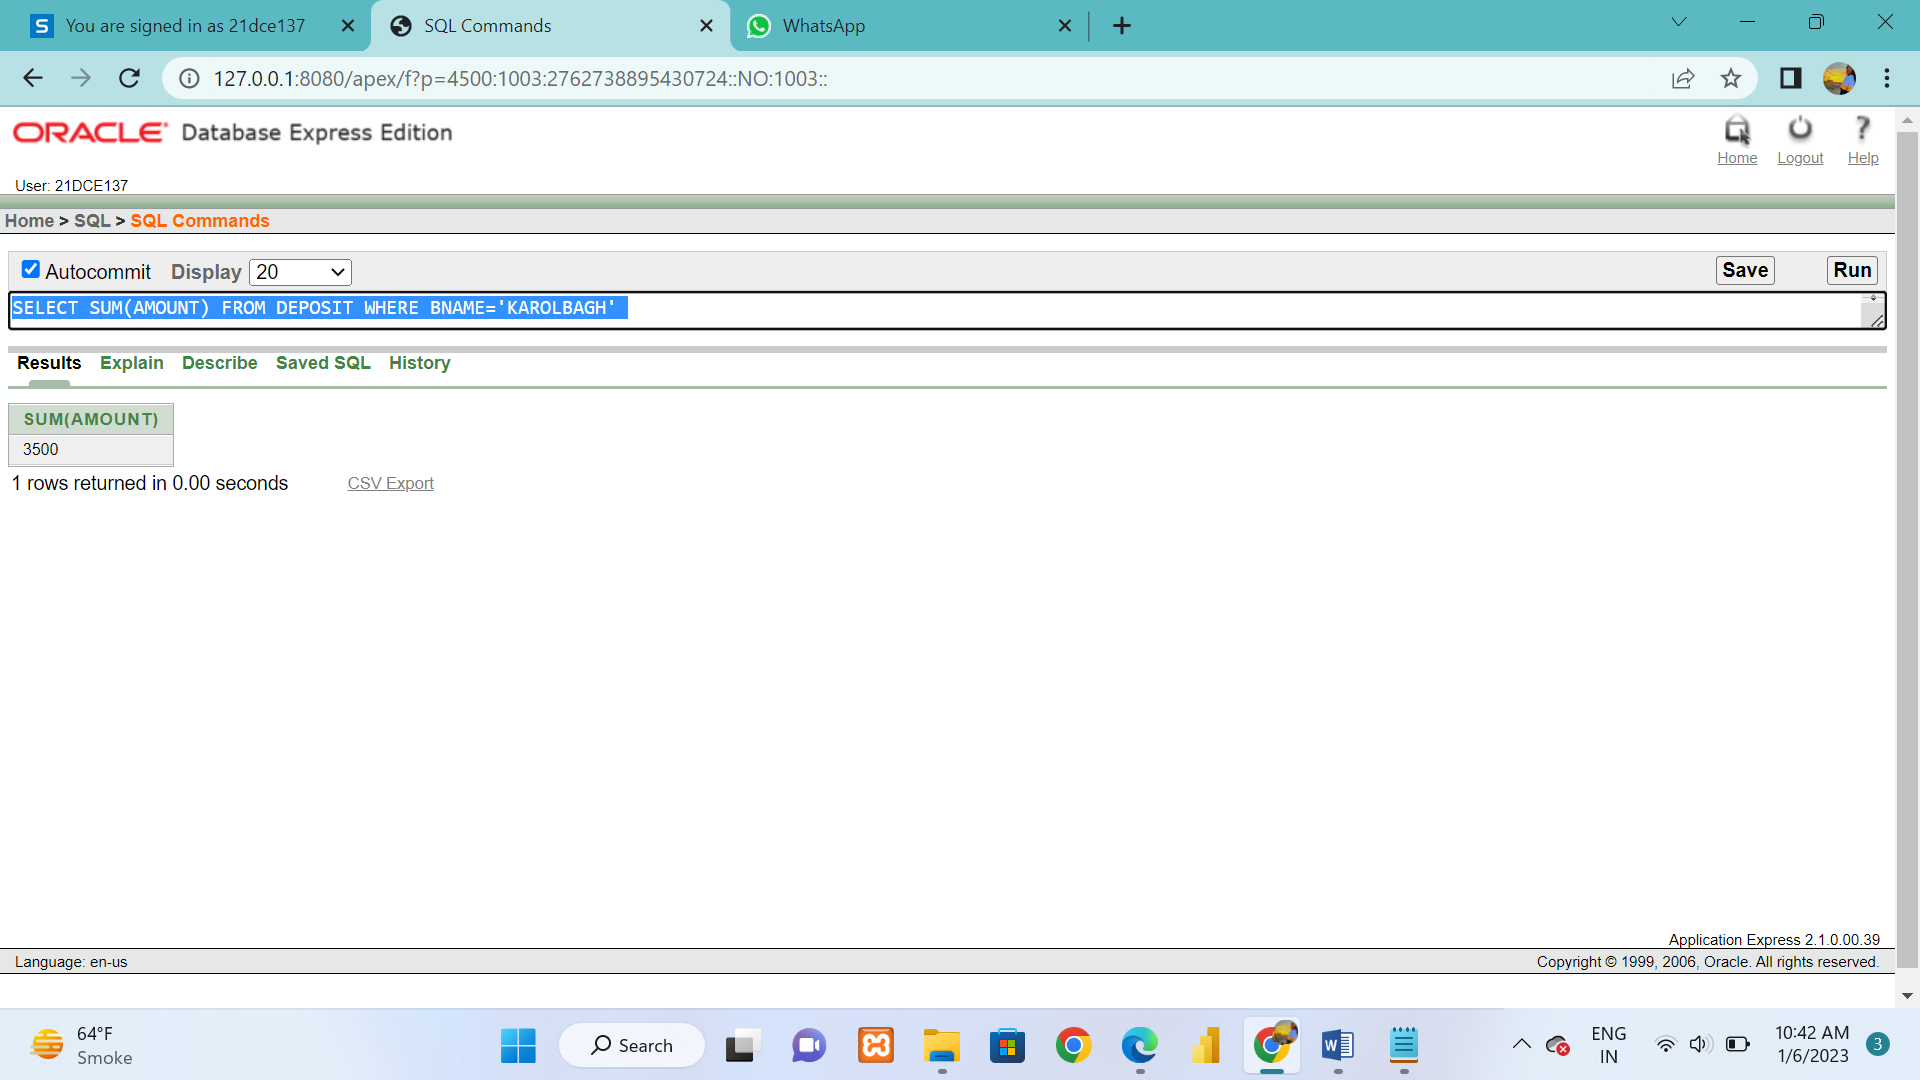 You are signed in as 21dce137
SQL Commands
WhatsApp
127.0.0.1:8080/apex/f?p=4500:1003:2762738895430724::NO:1003::
ORACLE Database Express Edition
Home Logout Help
User: 21DCE137
Home > SQL > SQL Commands
Autocommit Display 20 Save Run
SELECT SUM(AMOUNT) FROM DEPOSIT WHERE BNAME='KAROLBAGH'
Results Explain Describe Saved SQL History
SUM(AMOUNT)
3500
1 rows returned in 0.00 seconds CSV Export
Application Express 2.1.0.00.39
Language: en-us Copyright © 1999, 2006, Oracle. All rights reserved.
64°F
Smoke
Search
ENG
IN
10:42 AM
1/6/2023
3